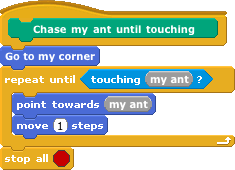 Chase my ant until touching
Go to my corner
repeat until touching my ant ?
point towards my ant
move 1 steps
stop all